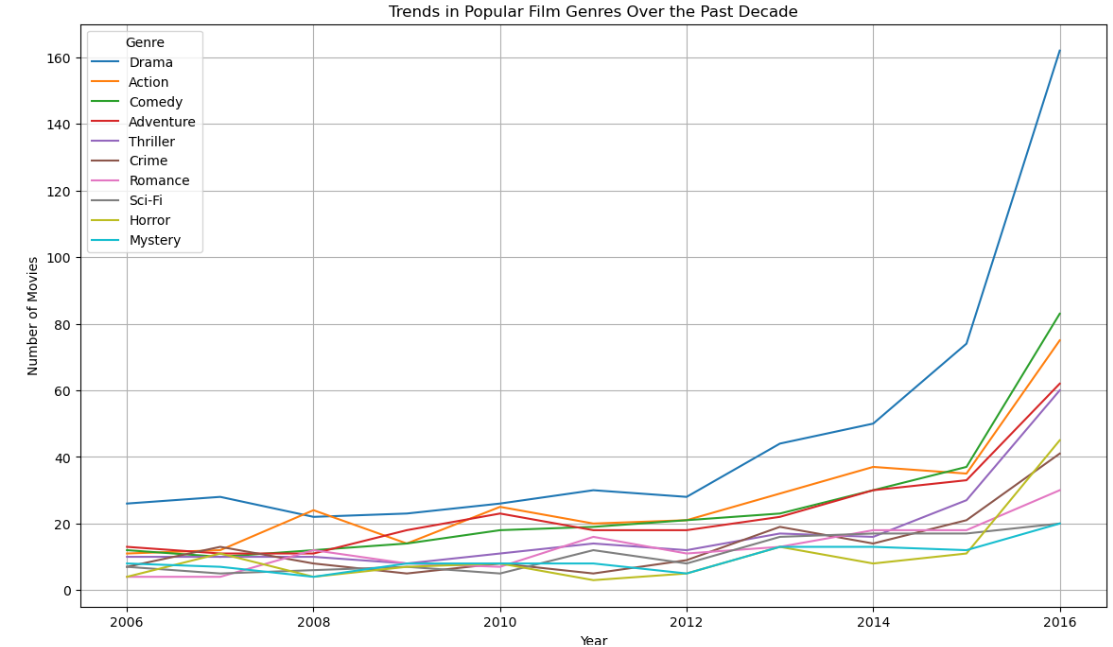 Trends in Popular Film Genres Over the Past Decade
Genre
Drama
Action
Comedy
Adventure
Thriller
Crime
Romance
Sci-Fi
Horror
Mystery
Number of Movies
160
140
120
100
80
60
40
20
0
2006 2008 2010 2012 2014 2016
Year